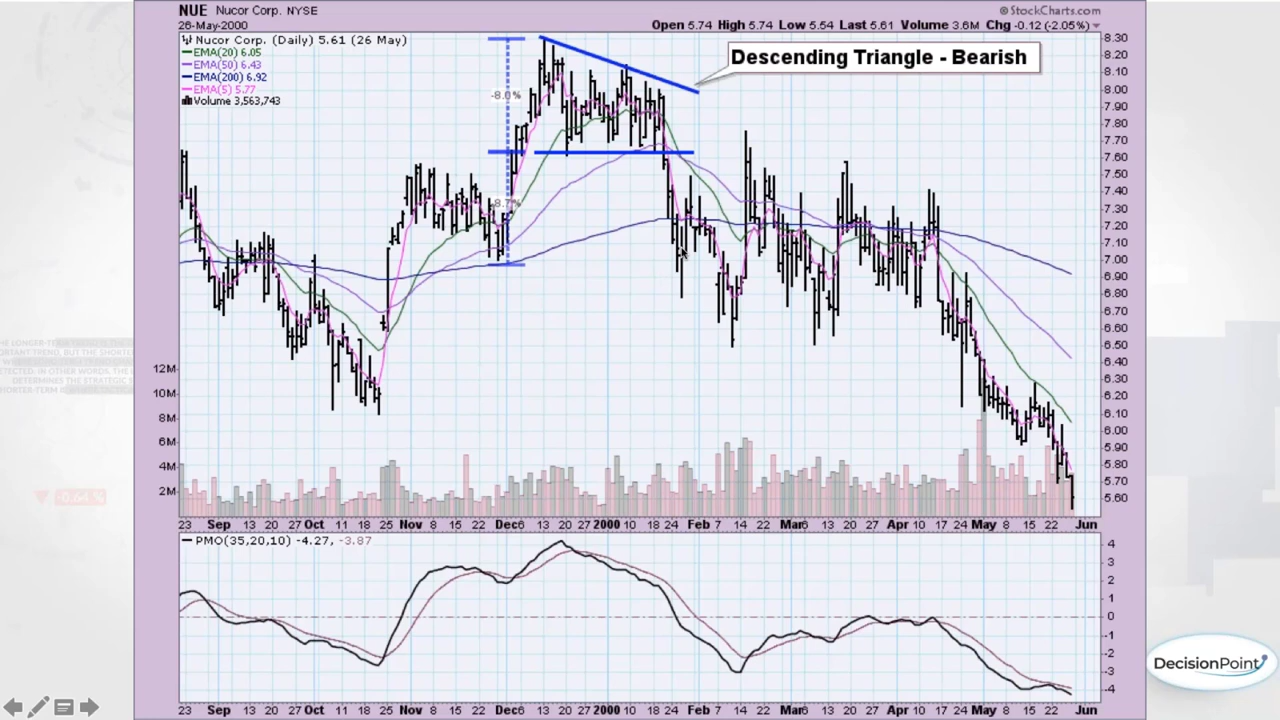 NUE Nucor Corp. NYSE
© StockCharts.com
26-May-2000
Open 5.74 High 5.74 Low 5.54 Last 5.61 Volume 3.6M Chg -0.12 (-2.05%)
Nucor Corp. (Daily) 5.61 (26 May)
EMA(20) 6.05
EMA(50) 6.43
EMA(200) 6.92
EMA(5) 5.77
Volume 3,563,743
Descending Triangle - Bearish
-8.0%
-8.7%
8.30
8.20
8.10
8.00
7.90
7.80
7.70
7.60
7.50
7.40
7.30
7.20
7.10
7.00
6.90
6.80
6.70
6.60
6.50
6.40
6.30
6.20
6.10
6.00
5.90
5.80
5.70
5.60
12M
10M
8M
6M
4M
2M
23 Sep 13 20 27 Oct 11 18 25 Nov 8 15 22 Dec6 13 20 27 2000 10 18 24 Feb 7 14 22 Mar6 13 20 27 Apr 10 17 24 May 8 15 22 Jun
PMO(35,20,10) -4.27, -3.87
4
3
2
1
0
-1
-2
-3
-4
23 Sep 13 20 27 Oct 11 18 25 Nov 8 15 22 Dec6 13 20 27 2000 10 18 24 Feb 7 14 22 Mar6 13 20 27 Apr 10 17 24 May 8 15 22 Jun
-0.64 %
DecisionPoint